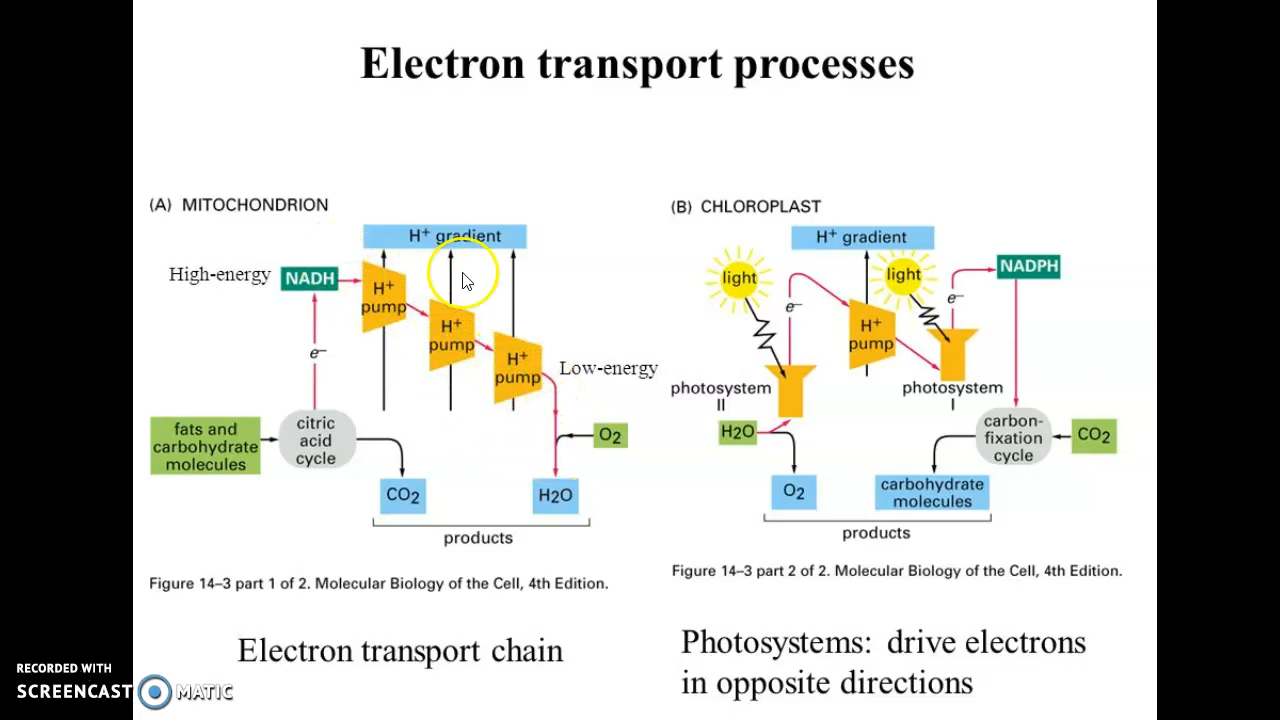 Electron transport processes
(A) MITOCHONDRION
H+ gradient
High-energy
NADH
H+
pump
H+
pump
H+
pump
Low-energy
e–
fats and
carbohydrate
molecules
citric
acid
cycle
O2
CO2
H2O
products
Figure 14–3 part 1 of 2. Molecular Biology of the Cell, 4th Edition.
Electron transport chain
(B) CHLOROPLAST
H+ gradient
light
light
NADPH
e–
e–
H+
pump
photosystem
II
photosystem
I
H2O
carbon-
fixation
cycle
CO2
O2
carbohydrate
molecules
products
Figure 14–3 part 2 of 2. Molecular Biology of the Cell, 4th Edition.
Photosystems: drive electrons
in opposite directions
RECORDED WITH
SCREENCAST MATIC